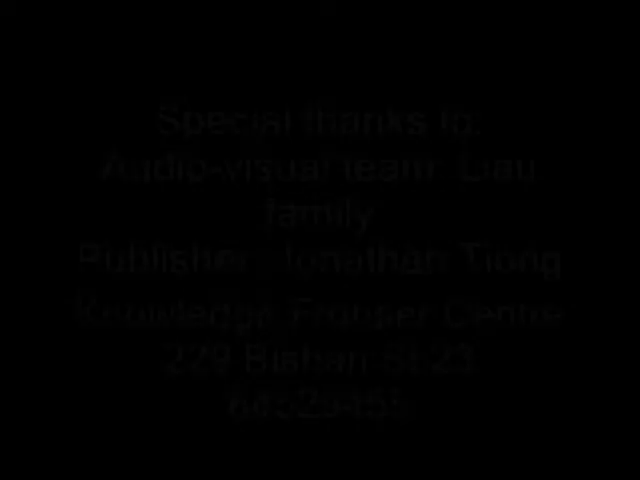 Special thanks to:
Audio-visual team: Liau
family
Publisher: Jonathan Tiong
Knowledge Frontier Centre
229 Bishan St 23